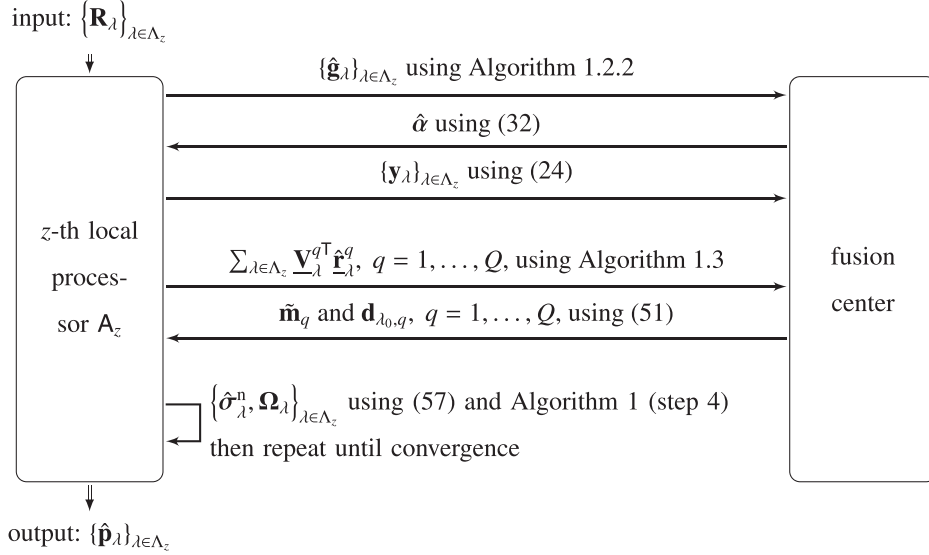 input: {R_λ}_{λ∈Λ_z}
{ĝ_λ}_{λ∈Λ_z} using Algorithm 1.2.2
α̂ using (32)
{y_λ}_{λ∈Λ_z} using (24)
z-th local
proces-
sor A_z
∑_{λ∈Λ_z} V̲_λ^{qT} r̲̂_λ^q, q = 1, . . . , Q, using Algorithm 1.3
m̃_q and d_{λ_0,q}, q = 1, . . . , Q, using (51)
fusion
center
{σ̂_λ^n, Ω_λ}_{λ∈Λ_z} using (57) and Algorithm 1 (step 4)
then repeat until convergence
output: {p̂_λ}_{λ∈Λ_z}